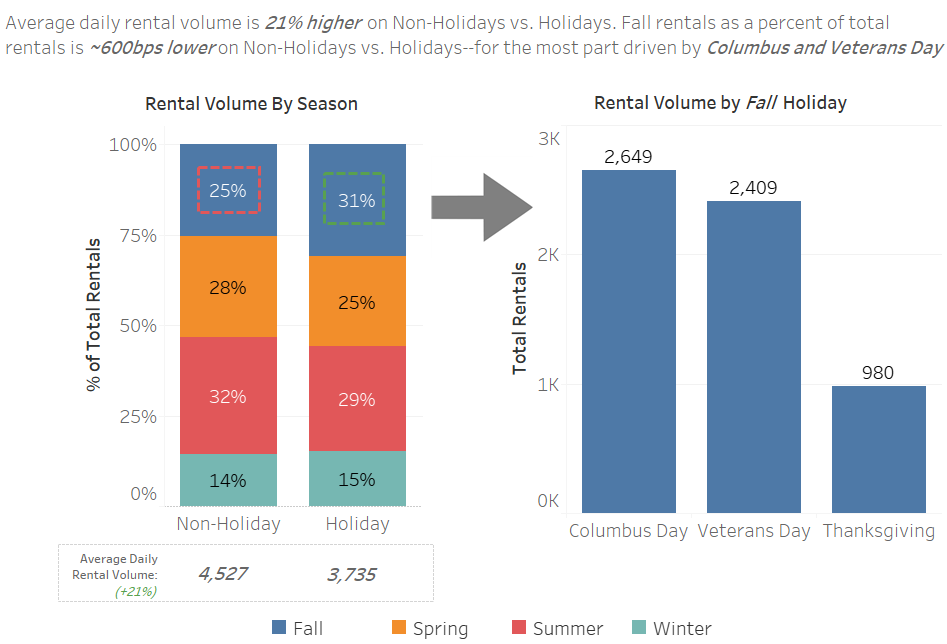 Average daily rental volume is 21% higher on Non-Holidays vs. Holidays. Fall rentals as a percent of total
rentals is ~600bps lower on Non-Holidays vs. Holidays--for the most part driven by Columbus and Veterans Day
Rental Volume By Season
% of Total Rentals
100%
75%
50%
25%
0%
25%
28%
32%
14%
31%
25%
29%
15%
Non-Holiday
Holiday
Average Daily
Rental Volume:
(+21%)
4,527
3,735
Rental Volume by Fall Holiday
Total Rentals
3K
2K
1K
0K
2,649
2,409
980
Columbus Day
Veterans Day
Thanksgiving
Fall
Spring
Summer
Winter